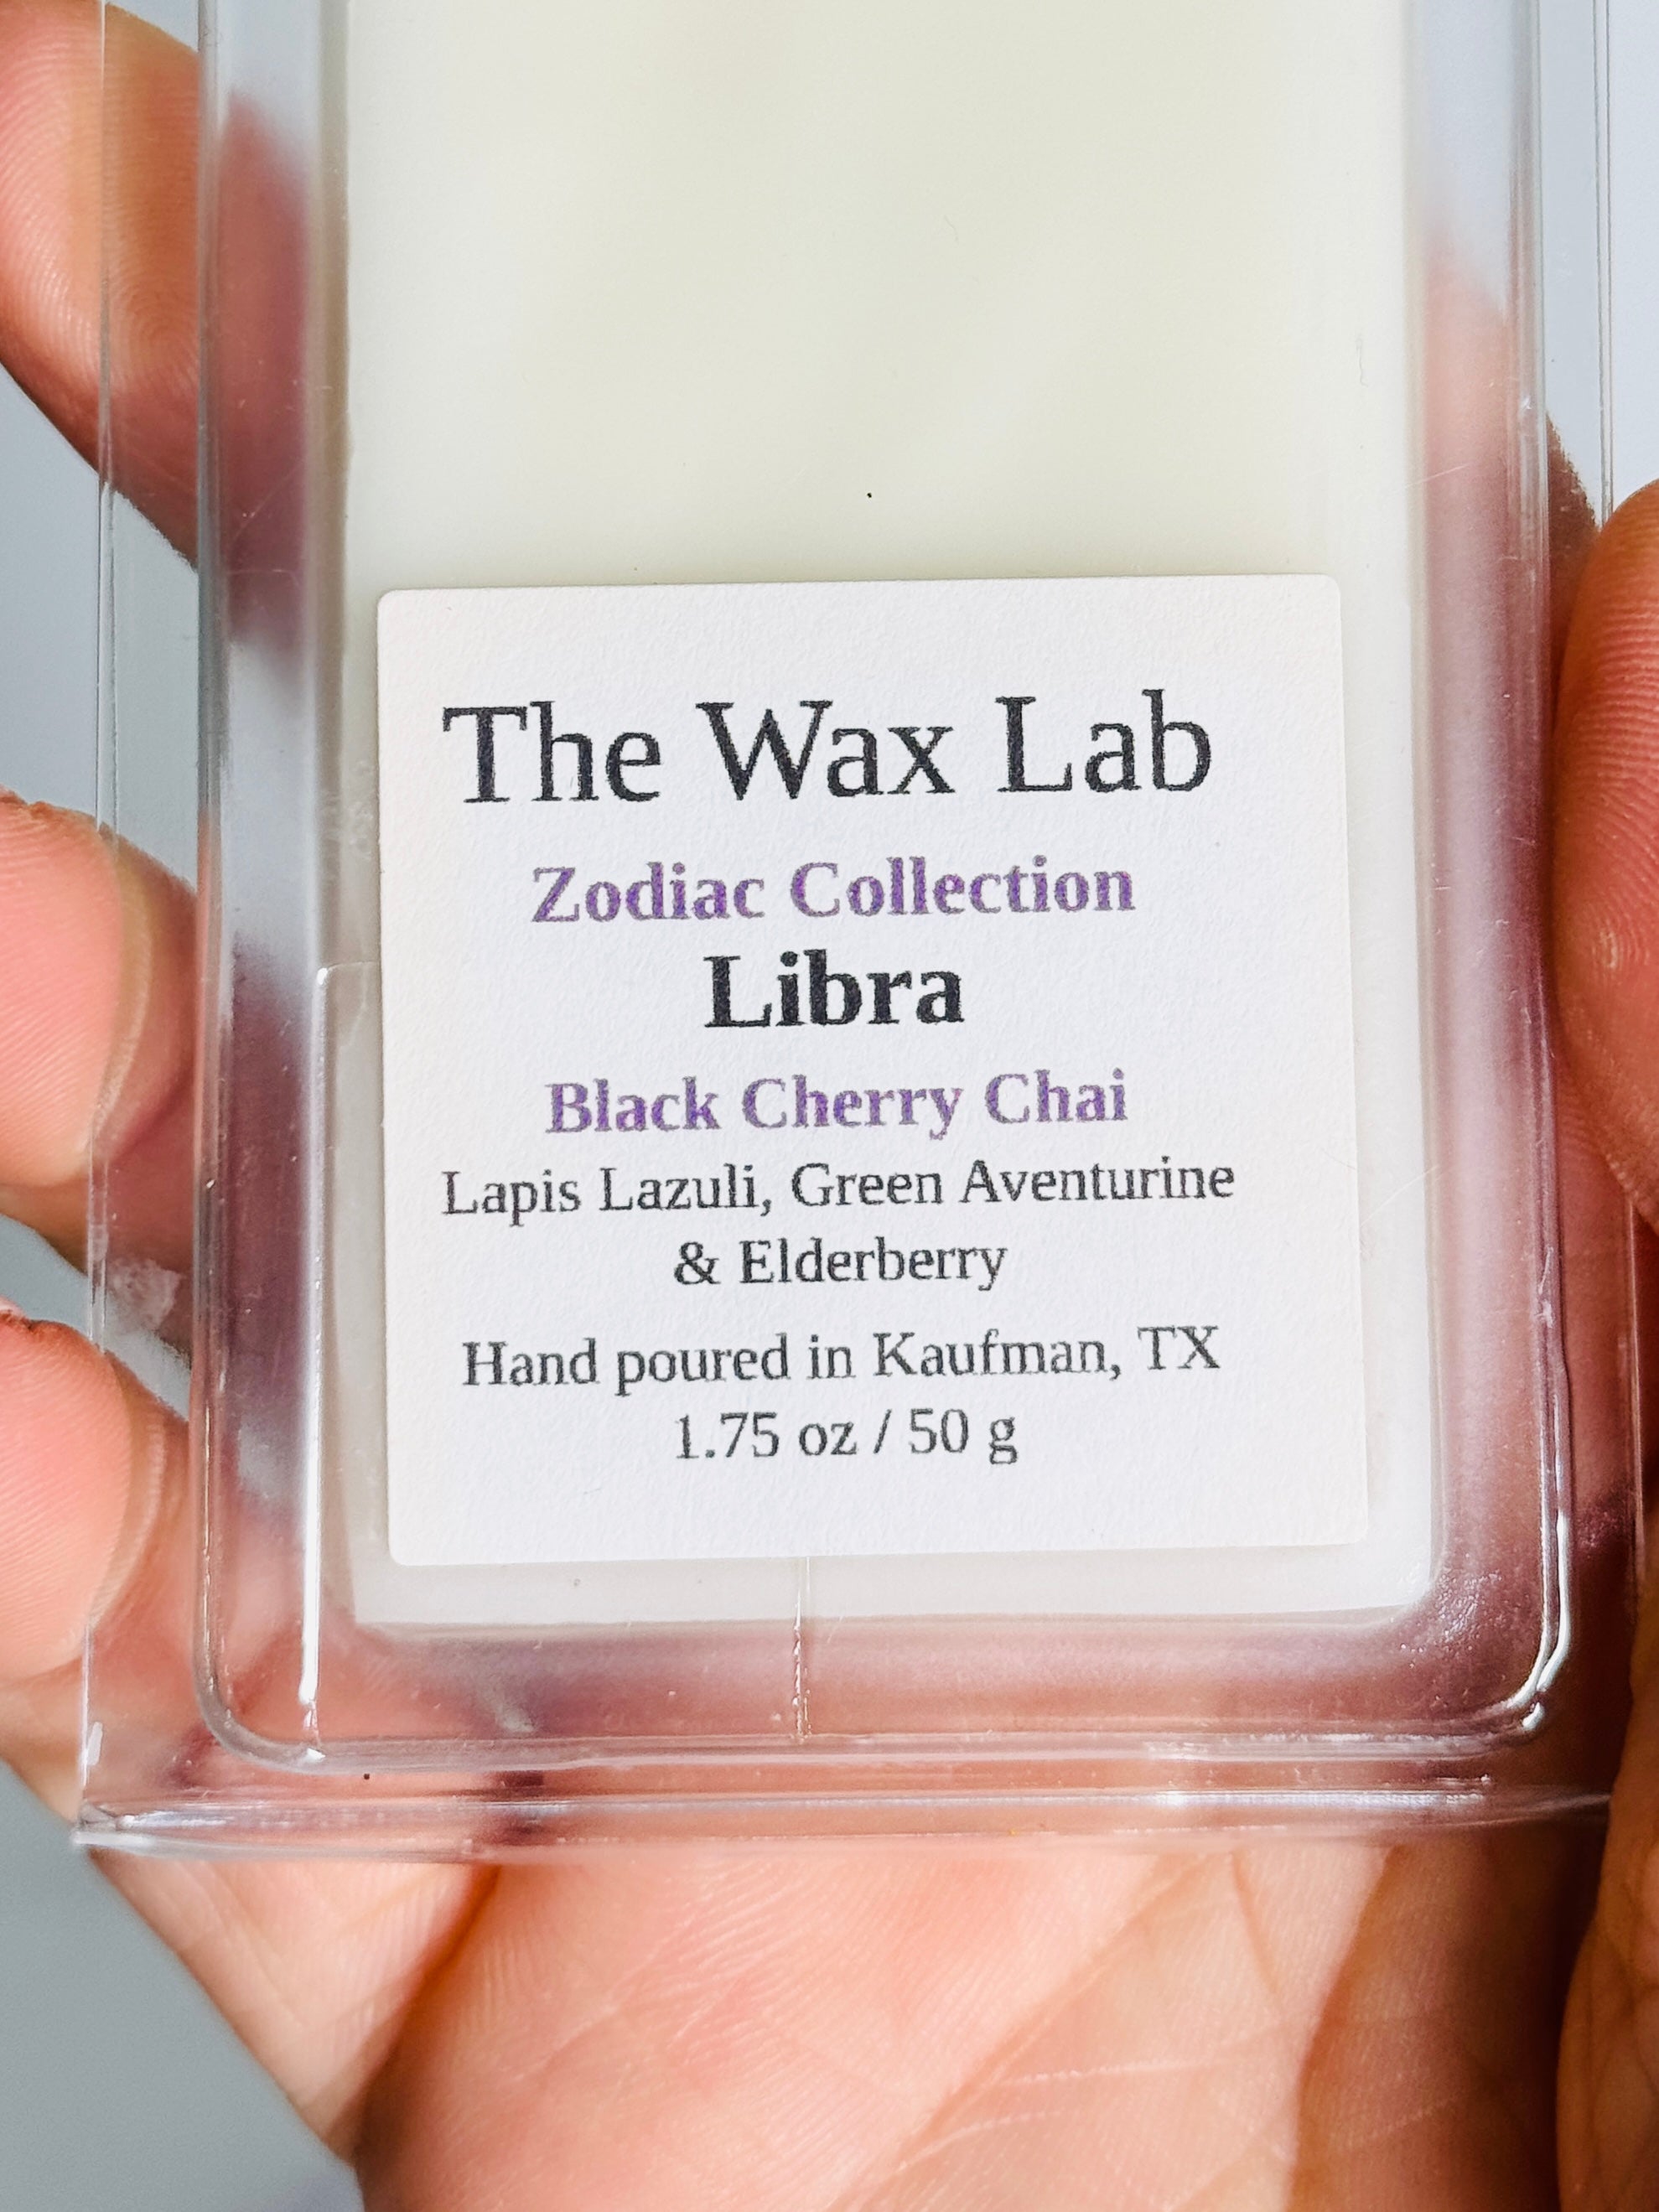 The Wax Lab
Zodiac Collection
Libra
Black Cherry Chai
Lapis Lazuli, Green Aventurine
& Elderberry
Hand poured in Kaufman, TX
1.75 oz / 50 g